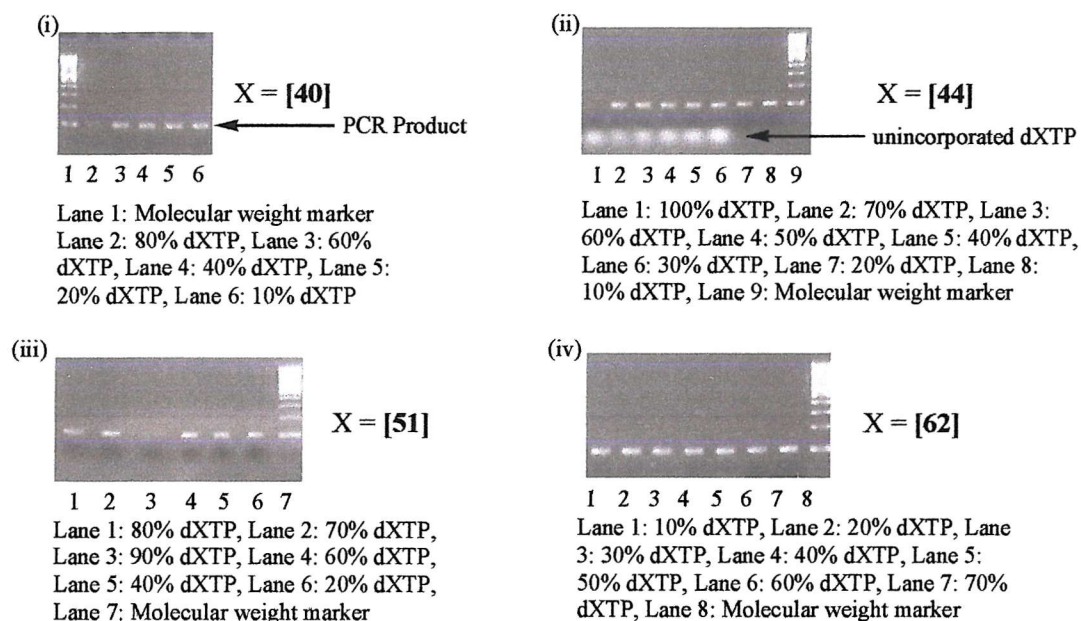 (i)
X = [40]
PCR Product
1 2 3 4 5 6
Lane 1: Molecular weight marker
Lane 2: 80% dXTP, Lane 3: 60%
dXTP, Lane 4: 40% dXTP, Lane 5:
20% dXTP, Lane 6: 10% dXTP
(ii)
X = [44]
unincorporated dXTP
1 2 3 4 5 6 7 8 9
Lane 1: 100% dXTP, Lane 2: 70% dXTP, Lane 3:
60% dXTP, Lane 4: 50% dXTP, Lane 5: 40% dXTP,
Lane 6: 30% dXTP, Lane 7: 20% dXTP, Lane 8:
10% dXTP, Lane 9: Molecular weight marker
(iii)
X = [51]
1 2 3 4 5 6 7
Lane 1: 80% dXTP, Lane 2: 70% dXTP,
Lane 3: 90% dXTP, Lane 4: 60% dXTP,
Lane 5: 40% dXTP, Lane 6: 20% dXTP,
Lane 7: Molecular weight marker
(iv)
X = [62]
1 2 3 4 5 6 7 8
Lane 1: 10% dXTP, Lane 2: 20% dXTP, Lane
3: 30% dXTP, Lane 4: 40% dXTP, Lane 5:
50% dXTP, Lane 6: 60% dXTP, Lane 7: 70%
dXTP, Lane 8: Molecular weight marker